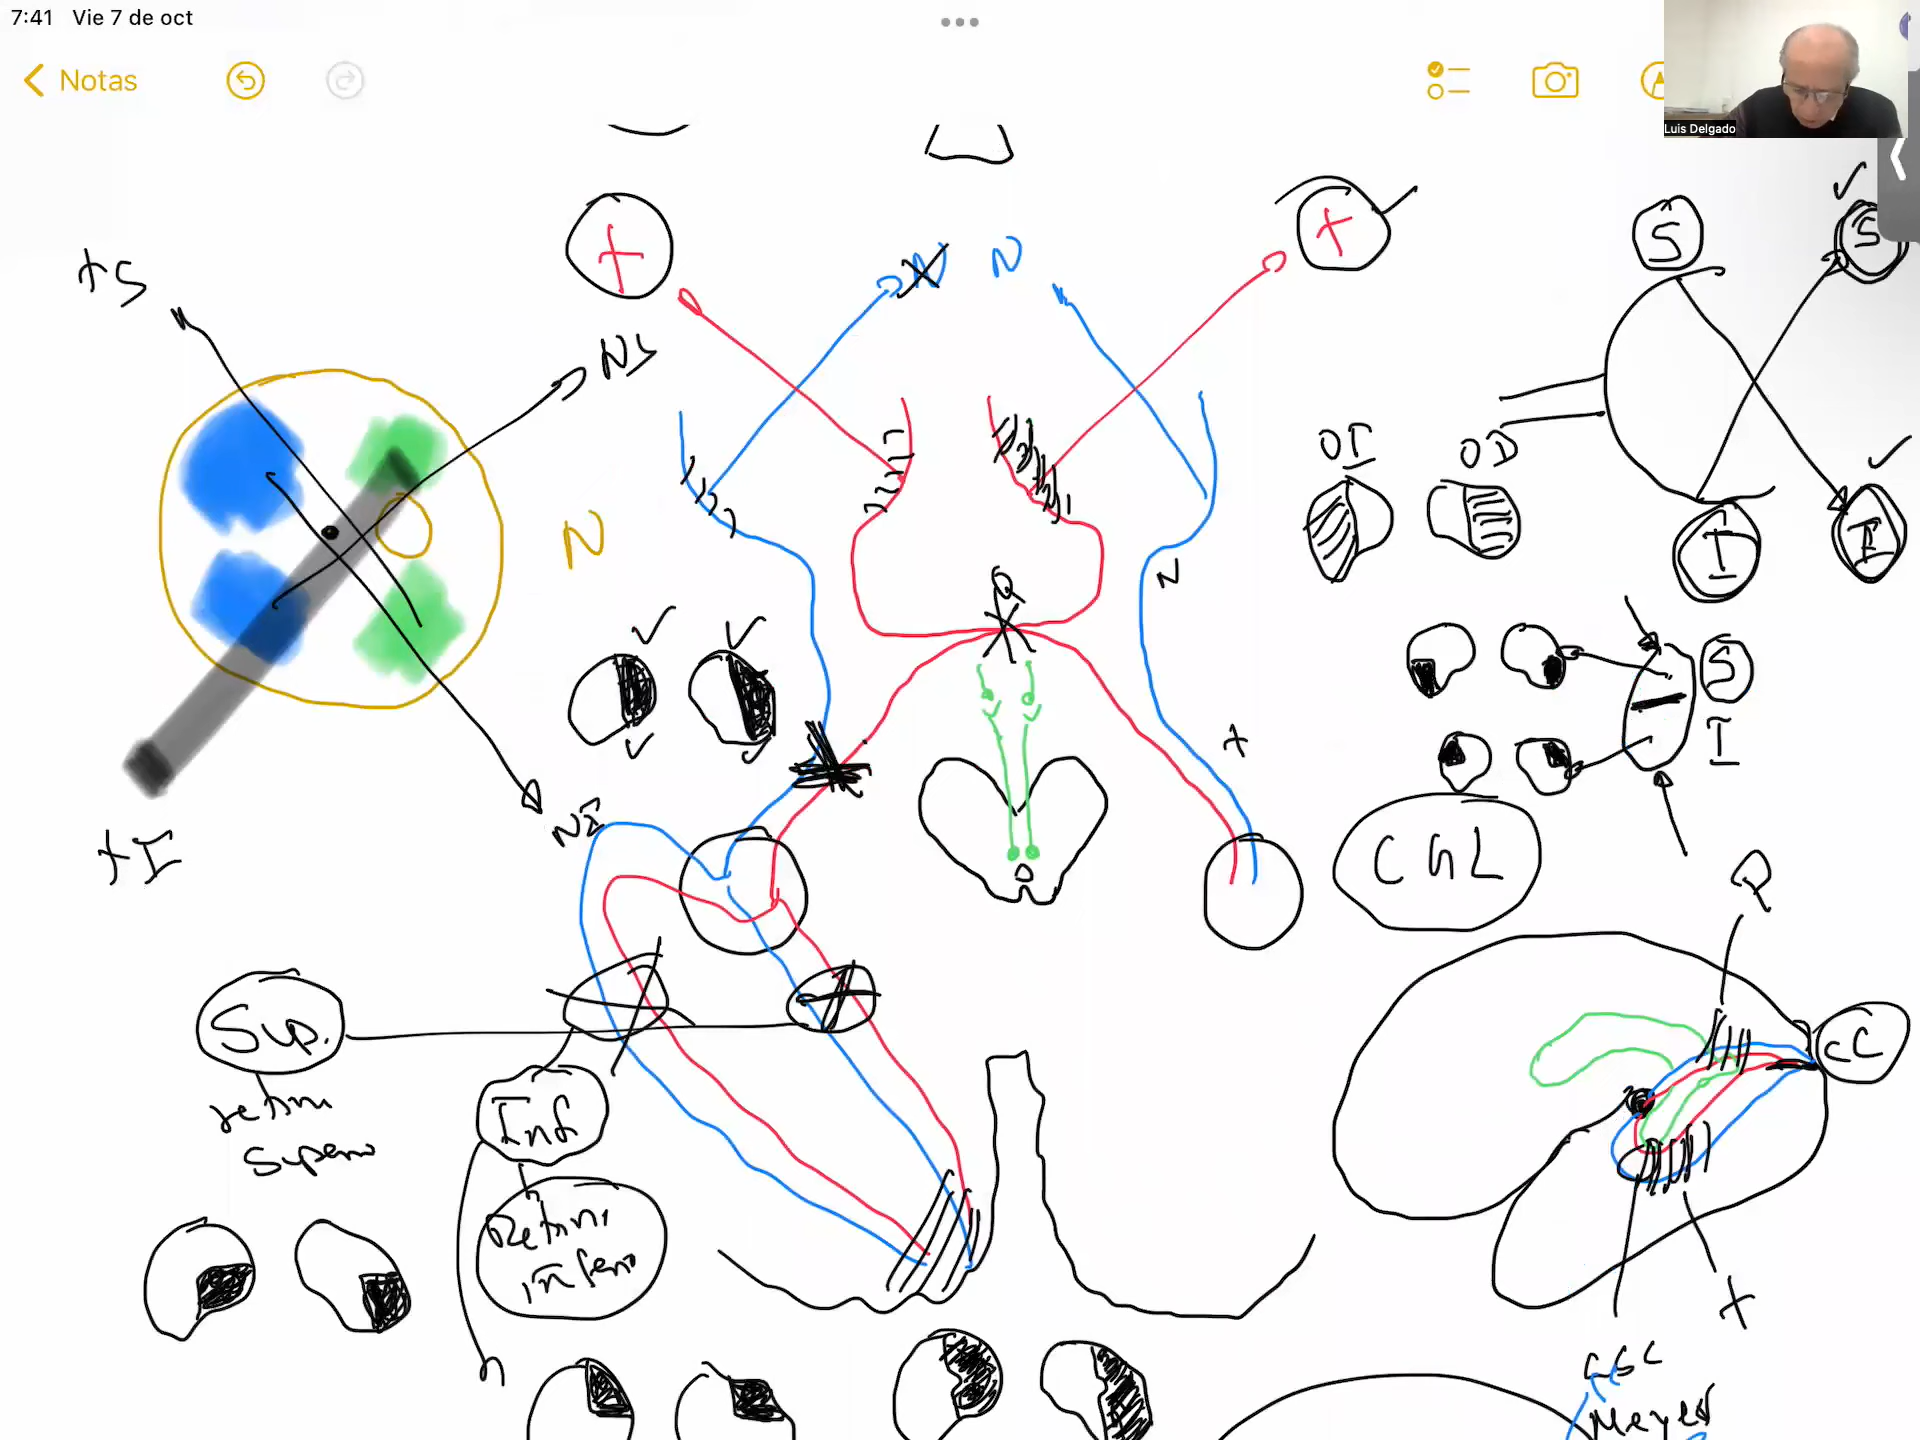 7:41 Vie 7 de oct
Notas
Luis Delgado
+S
NS
+
N
N
+
S
S
I
I
N
OI
OD
N
Q
+
NI
+I
S
I
CGL
Sup.
retina
Superior
Inf
Retina
inferior
P
CC
+
CGL
Meyer